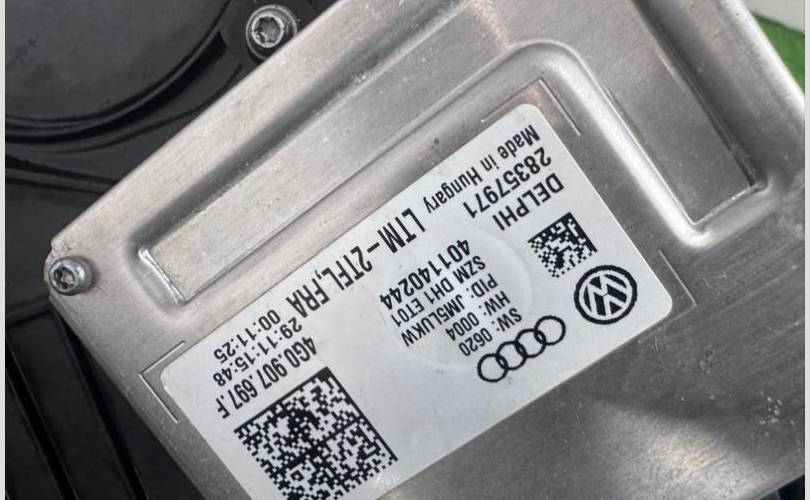 DELPHI
28357971
Made in Hungary
LTM-2TFL,FRA
401140244
SZM DH1 ET01
PID: JM5LUKW
HW: 0004
SW: 0620
4G0.907.697.F
29-11-15-48
00-11-25